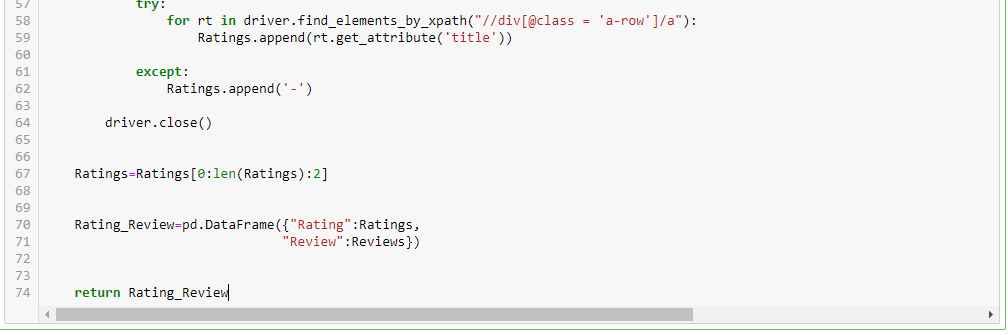 57 try:
58 for rt in driver.find_elements_by_xpath("//div[@class = 'a-row']/a"):
59 Ratings.append(rt.get_attribute('title'))
60
61 except:
62 Ratings.append('-')
63
64 driver.close()
65
66
67 Ratings=Ratings[0:len(Ratings):2]
68
69
70 Rating_Review=pd.DataFrame({"Rating":Ratings,
71 "Review":Reviews})
72
73
74 return Rating_Review